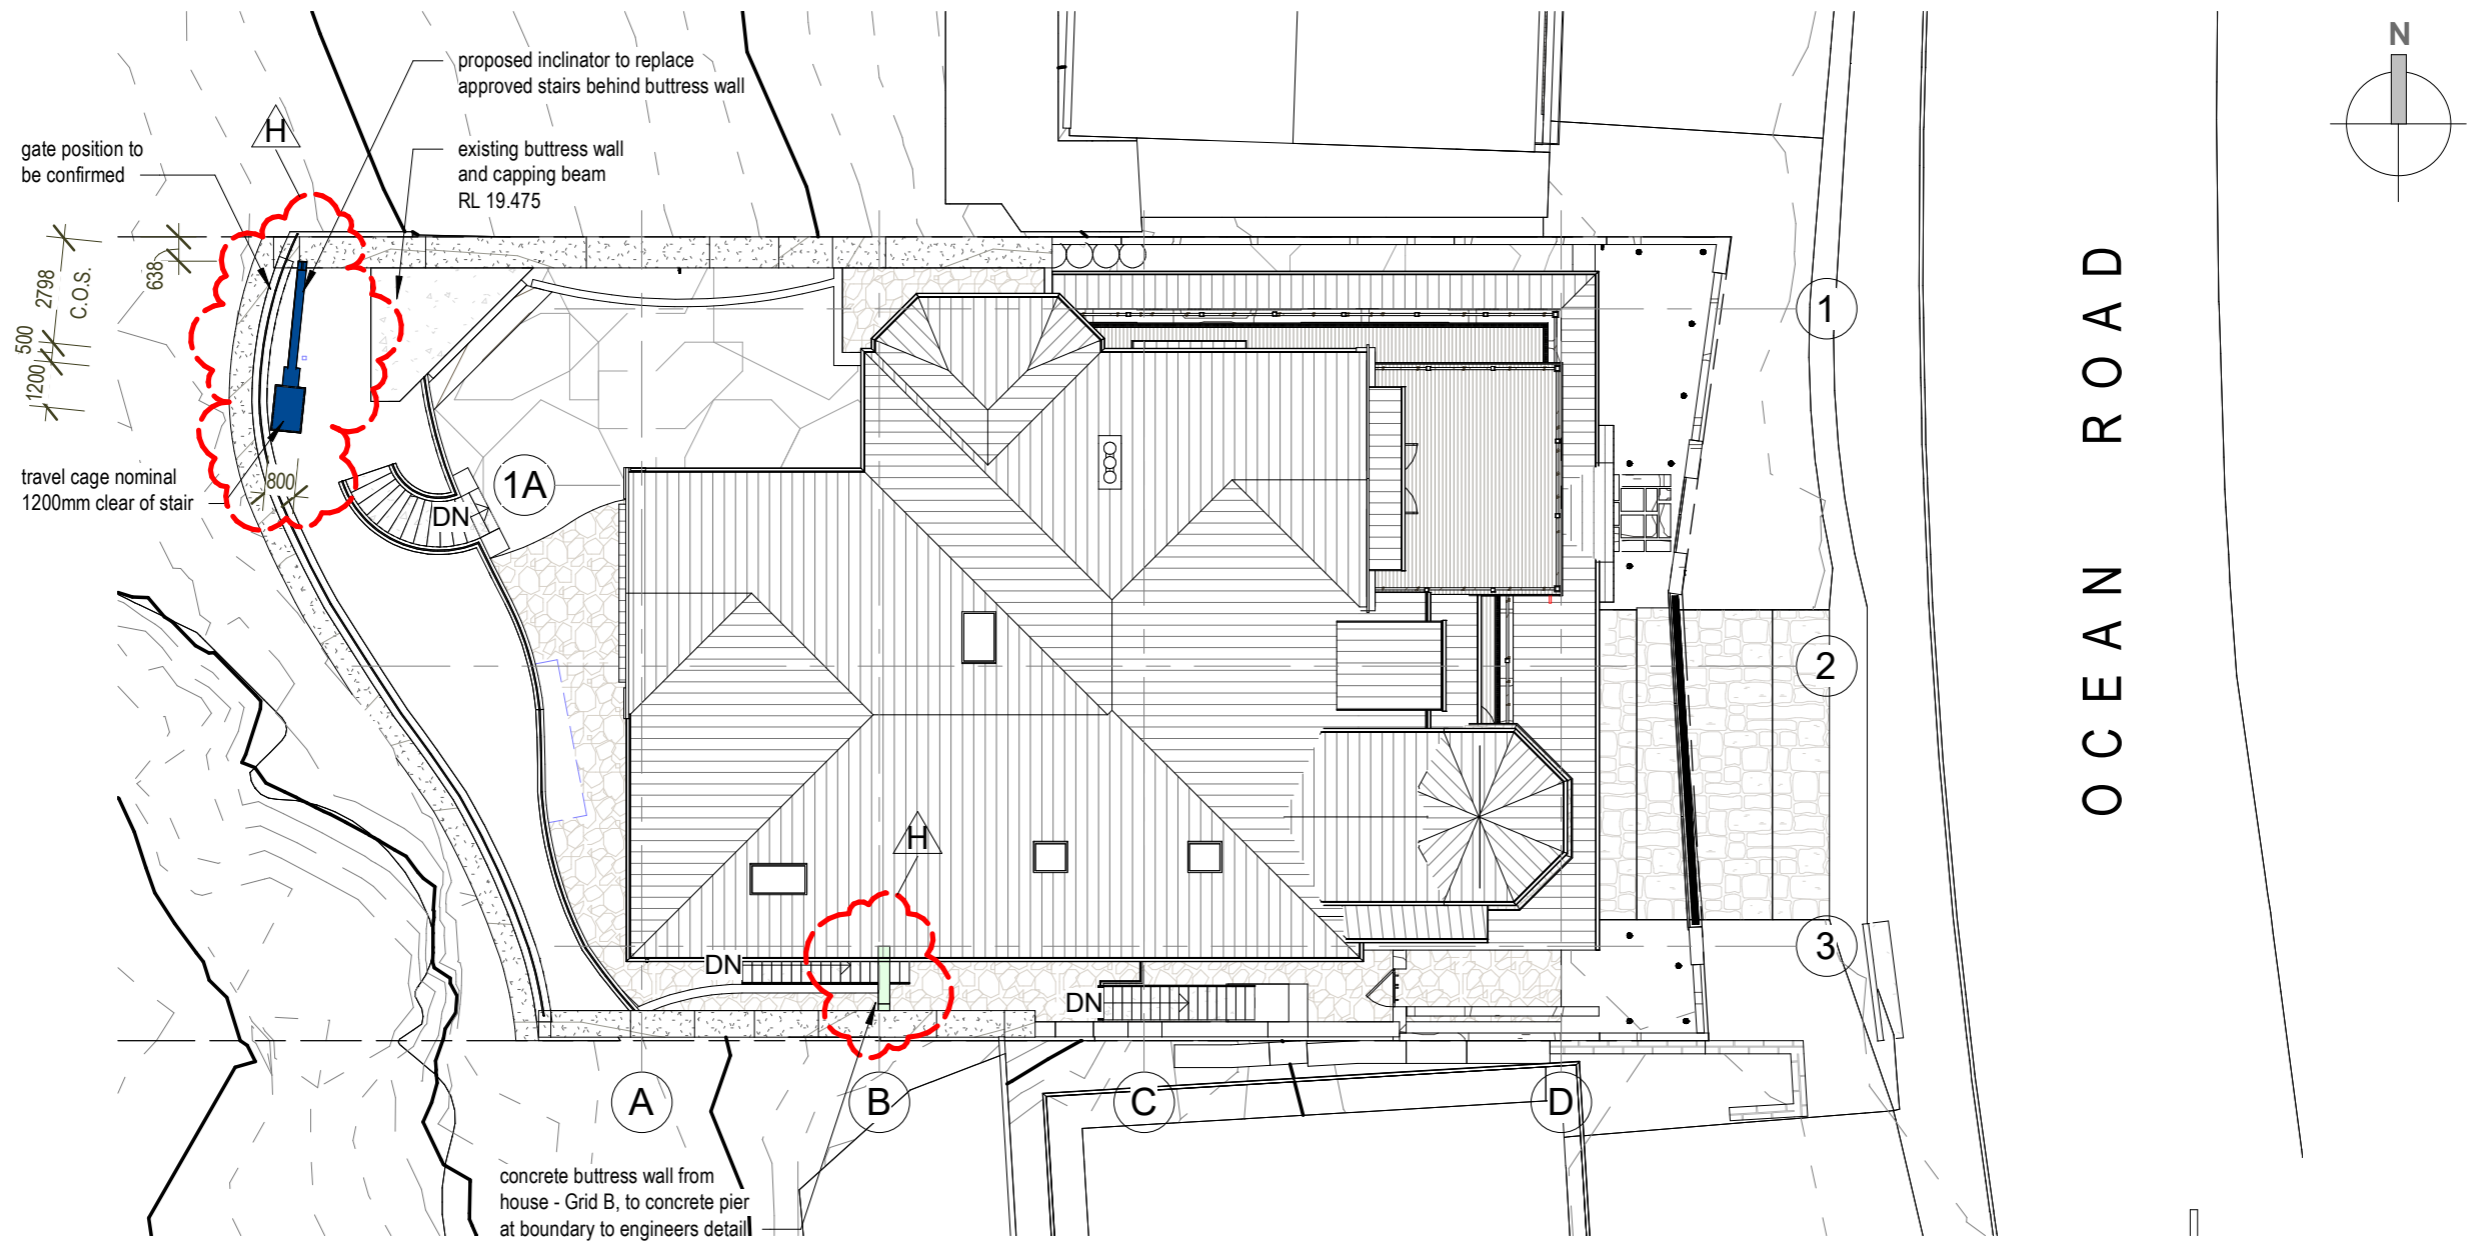 N
proposed inclinator to replace
approved stairs behind buttress wall
H
gate position to
be confirmed
existing buttress wall
and capping beam
RL 19.475
638
2798
C.O.S.
500
1200
travel cage nominal
1200mm clear of stair
800
DN
1A
1
2
3
OCEAN ROAD
H
DN
DN
A
B
C
D
concrete buttress wall from
house - Grid B, to concrete pier
at boundary to engineers detail